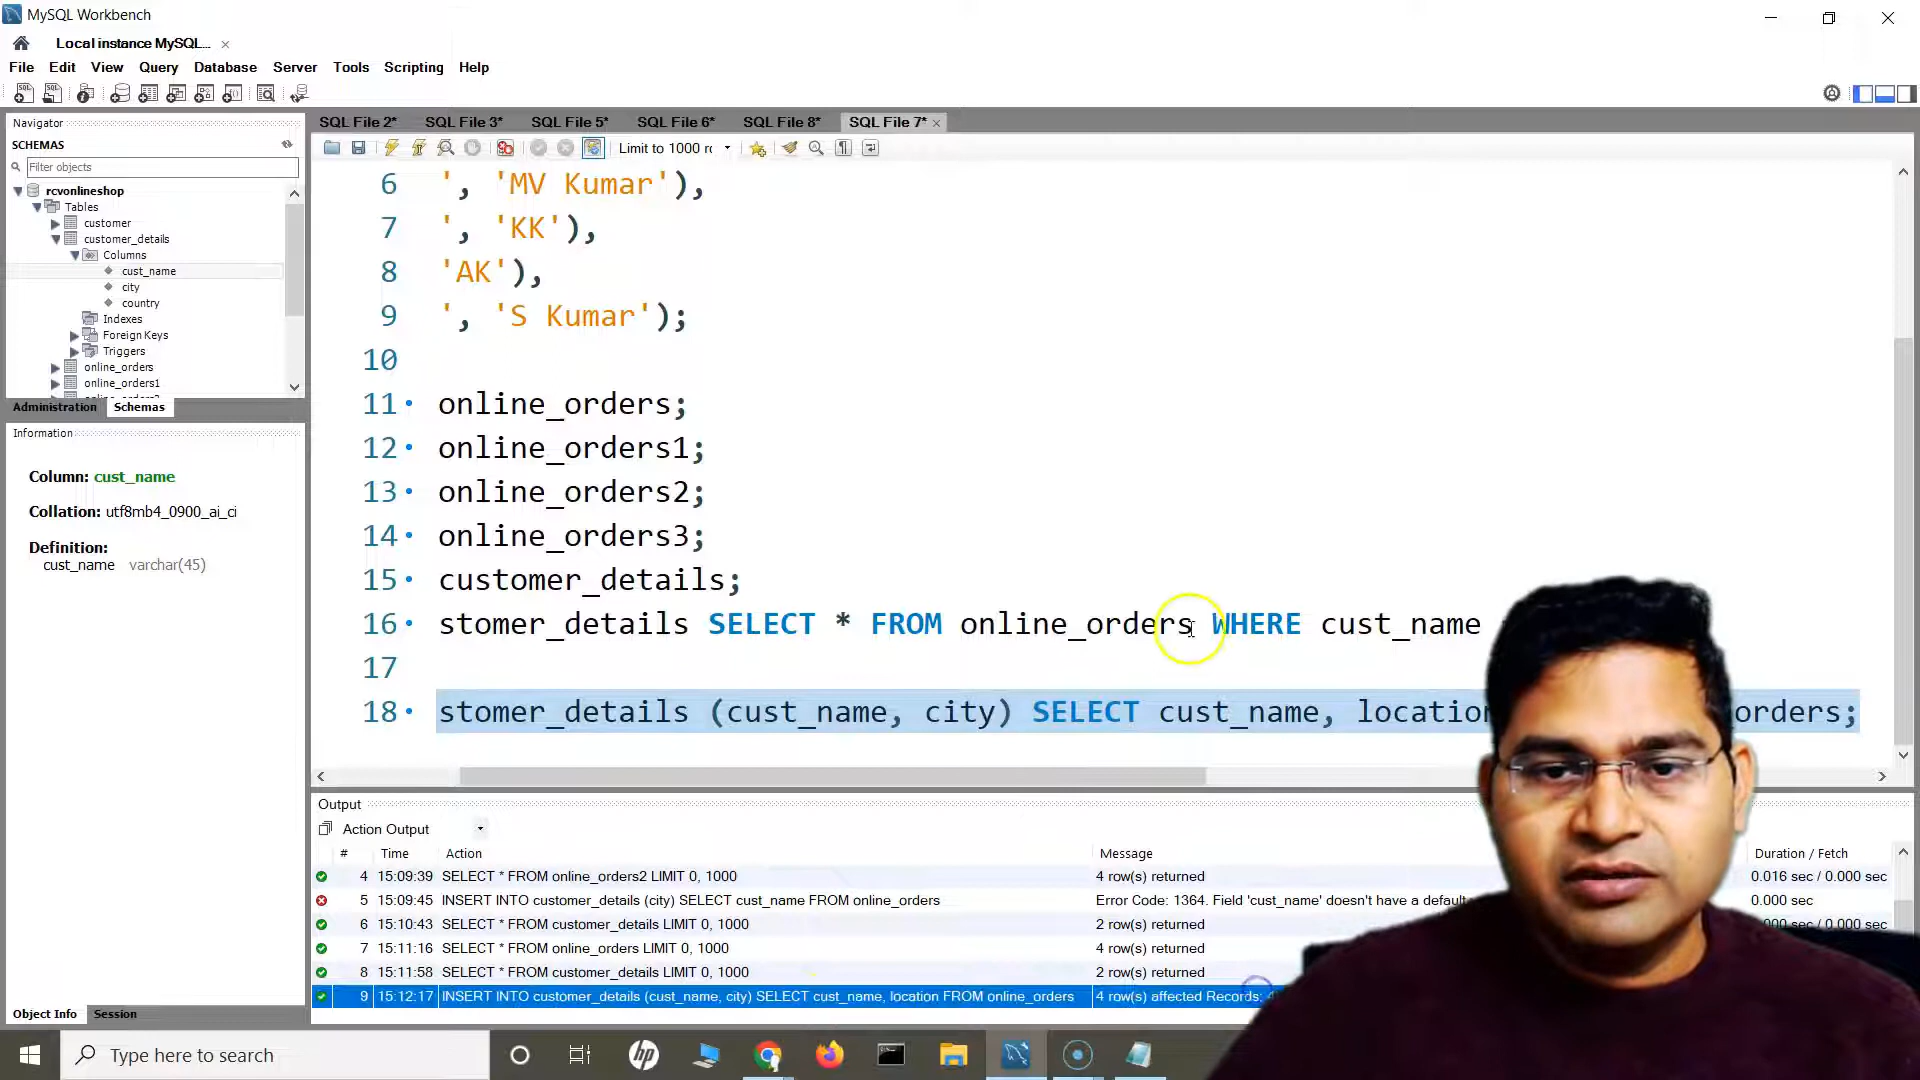 MySQL Workbench
Local instance MySQL...
File Edit View Query Database Server Tools Scripting Help
Navigator
SCHEMAS
Filter objects
rcvonlineshop
Tables
customer
customer_details
Columns
cust_name
city
country
Indexes
Foreign Keys
Triggers
online_orders
online_orders1
Administration Schemas
Information
Column: cust_name
Collation: utf8mb4_0900_ai_ci
Definition:
cust_name varchar(45)
Object Info Session
SQL File 2* SQL File 3* SQL File 5* SQL File 6* SQL File 8* SQL File 7*
Limit to 1000 rc
6 ', 'MV Kumar'),
7 ', 'KK'),
8 'AK'),
9 ', 'S Kumar');
10
11 online_orders;
12 online_orders1;
13 online_orders2;
14 online_orders3;
15 customer_details;
16 stomer_details SELECT * FROM online_orders WHERE cust_name
17
18 stomer_details (cust_name, city) SELECT cust_name, location orders;
Output
Action Output
# Time Action Message Duration / Fetch
4 15:09:39 SELECT * FROM online_orders2 LIMIT 0, 1000 4 row(s) returned 0.016 sec / 0.000 sec
5 15:09:45 INSERT INTO customer_details (city) SELECT cust_name FROM online_orders Error Code: 1364. Field 'cust_name' doesn't have a default 0.000 sec
6 15:10:43 SELECT * FROM customer_details LIMIT 0, 1000 2 row(s) returned sec / 0.000 sec
7 15:11:16 SELECT * FROM online_orders LIMIT 0, 1000 4 row(s) returned
8 15:11:58 SELECT * FROM customer_details LIMIT 0, 1000 2 row(s) returned
9 15:12:17 INSERT INTO customer_details (cust_name, city) SELECT cust_name, location FROM online_orders 4 row(s) affected Records:
Type here to search
hp